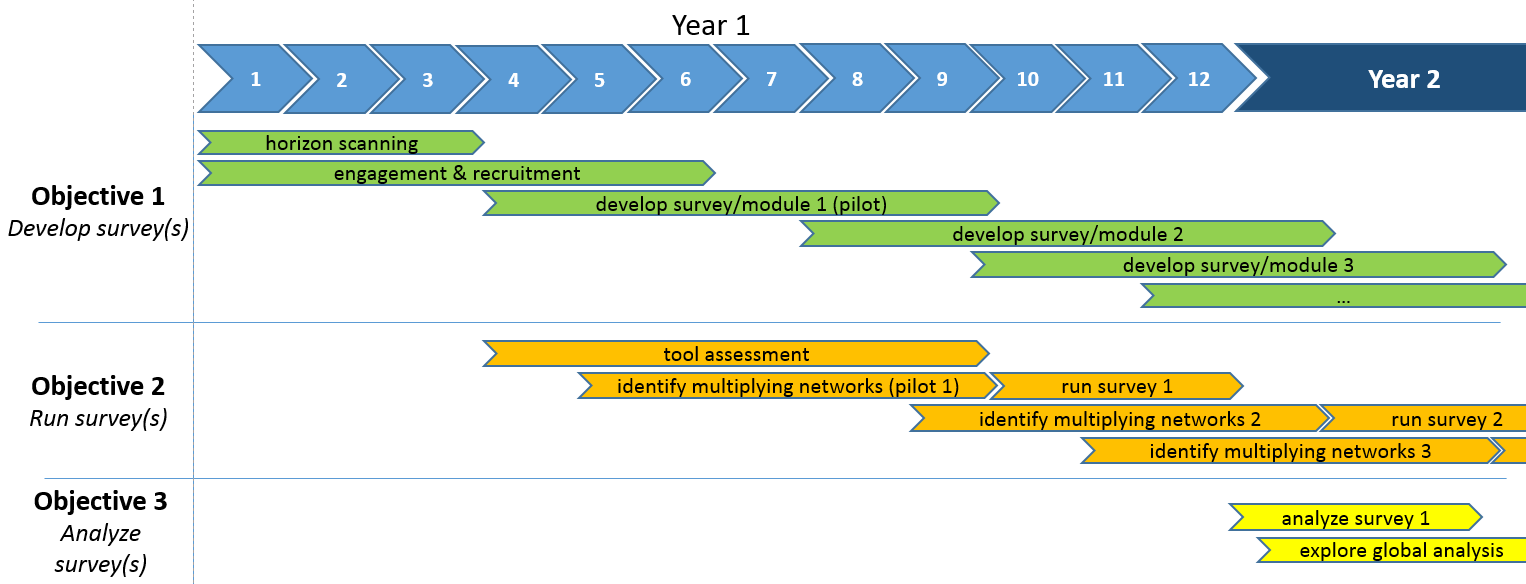 Year 1
1 2 3 4 5 6 7 8 9 10 11 12 Year 2
horizon scanning
engagement & recruitment
Objective 1
Develop survey(s)
develop survey/module 1 (pilot)
develop survey/module 2
develop survey/module 3
...
tool assessment
Objective 2
Run survey(s)
identify multiplying networks (pilot 1) run survey 1
identify multiplying networks 2 run survey 2
identify multiplying networks 3
Objective 3
Analyze
survey(s)
analyze survey 1
explore global analysis